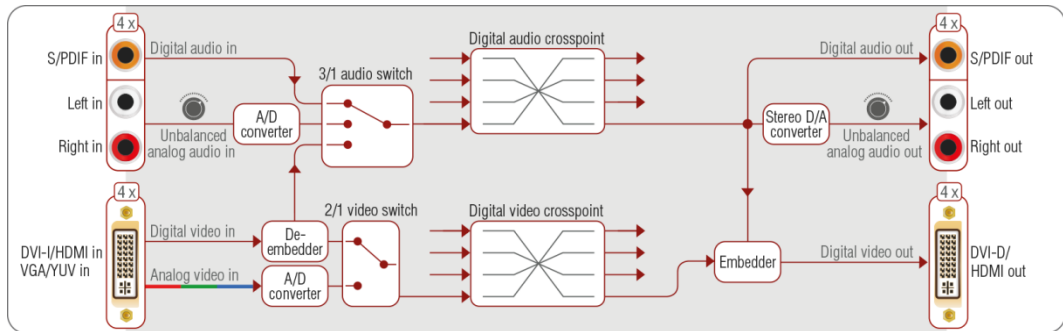 4 x
S/PDIF in
Left in
Right in
Digital audio in
Unbalanced
analog audio in
A/D
converter
3/1 audio switch
Digital audio crosspoint
Digital audio out
Stereo D/A
converter
Unbalanced
analog audio out
4 x
S/PDIF out
Left out
Right out
4 x
DVI-I/HDMI in
VGA/YUV in
Digital video in
Analog video in
De-
embedder
A/D
converter
2/1 video switch
Digital video crosspoint
Embedder
Digital video out
4 x
DVI-D/
HDMI out